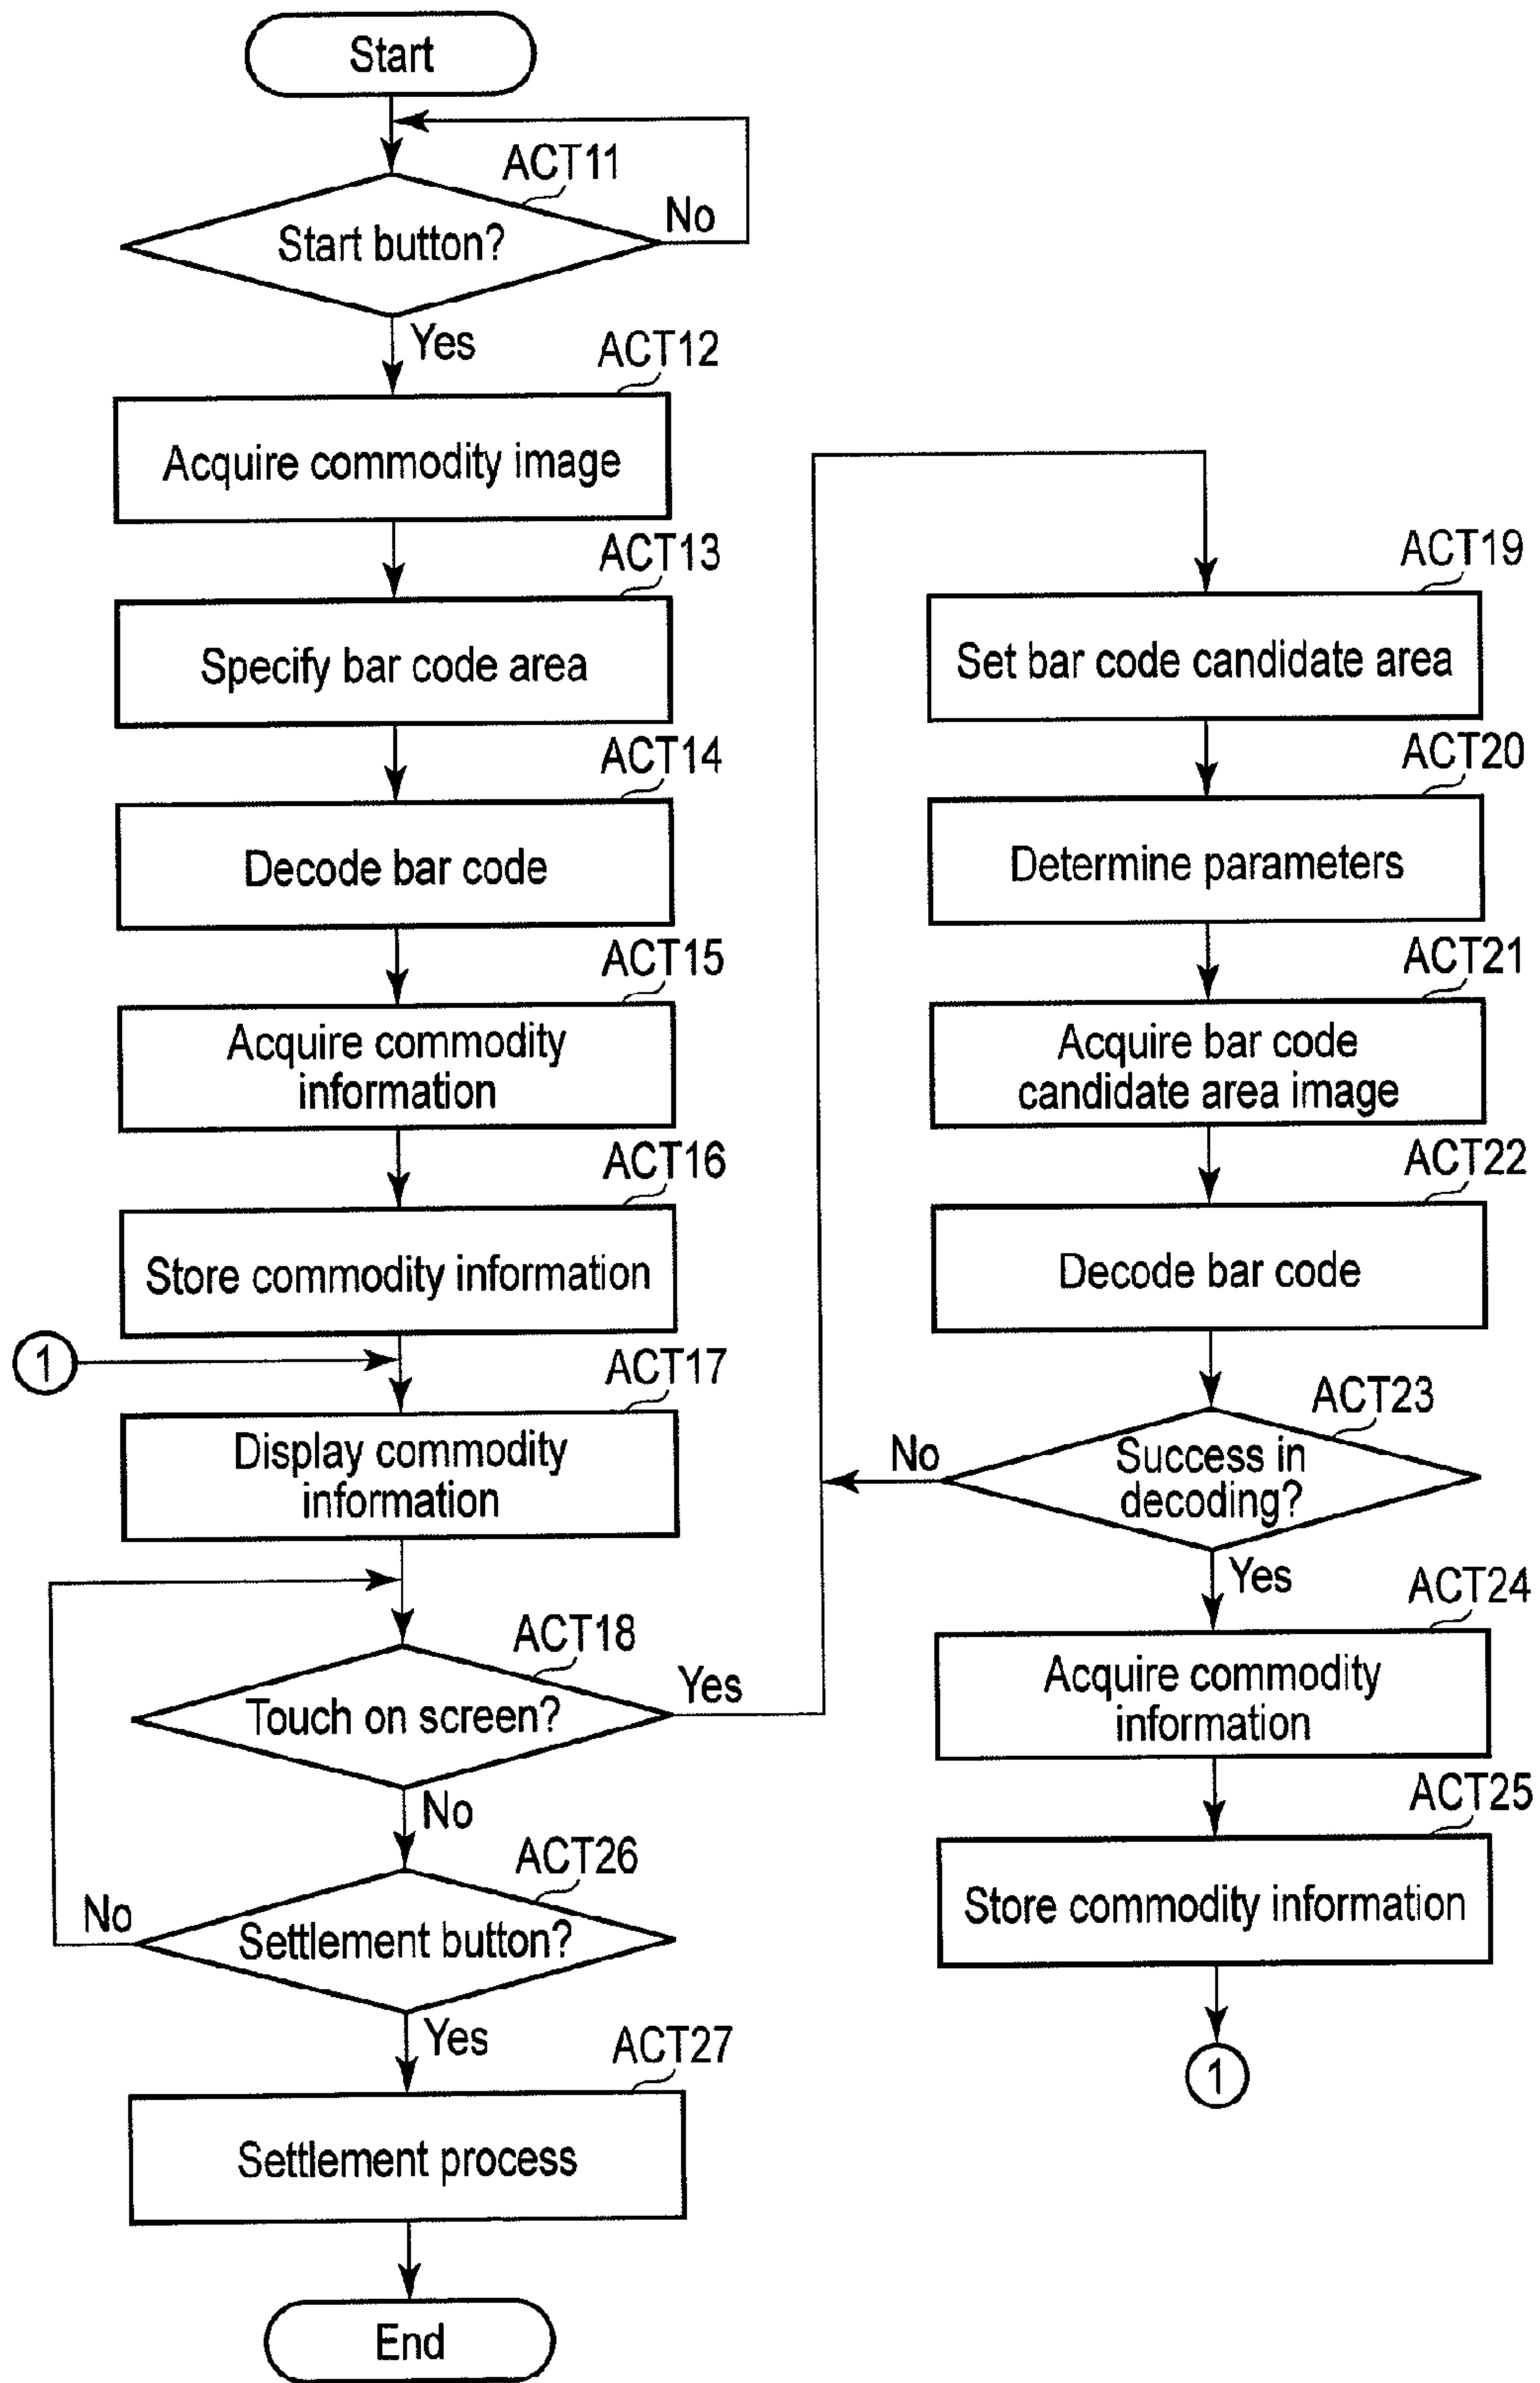 Start
ACT11
Start button?
No
Yes
ACT12
Acquire commodity image
ACT13
Specify bar code area
ACT14
Decode bar code
ACT15
Acquire commodity
information
ACT16
Store commodity information
1
ACT17
Display commodity
information
ACT18
Touch on screen?
Yes
No
ACT26
Settlement button?
No
Yes
ACT27
Settlement process
End
ACT19
Set bar code candidate area
ACT20
Determine parameters
ACT21
Acquire bar code
candidate area image
ACT22
Decode bar code
ACT23
Success in
decoding?
No
Yes
ACT24
Acquire commodity
information
ACT25
Store commodity information
1